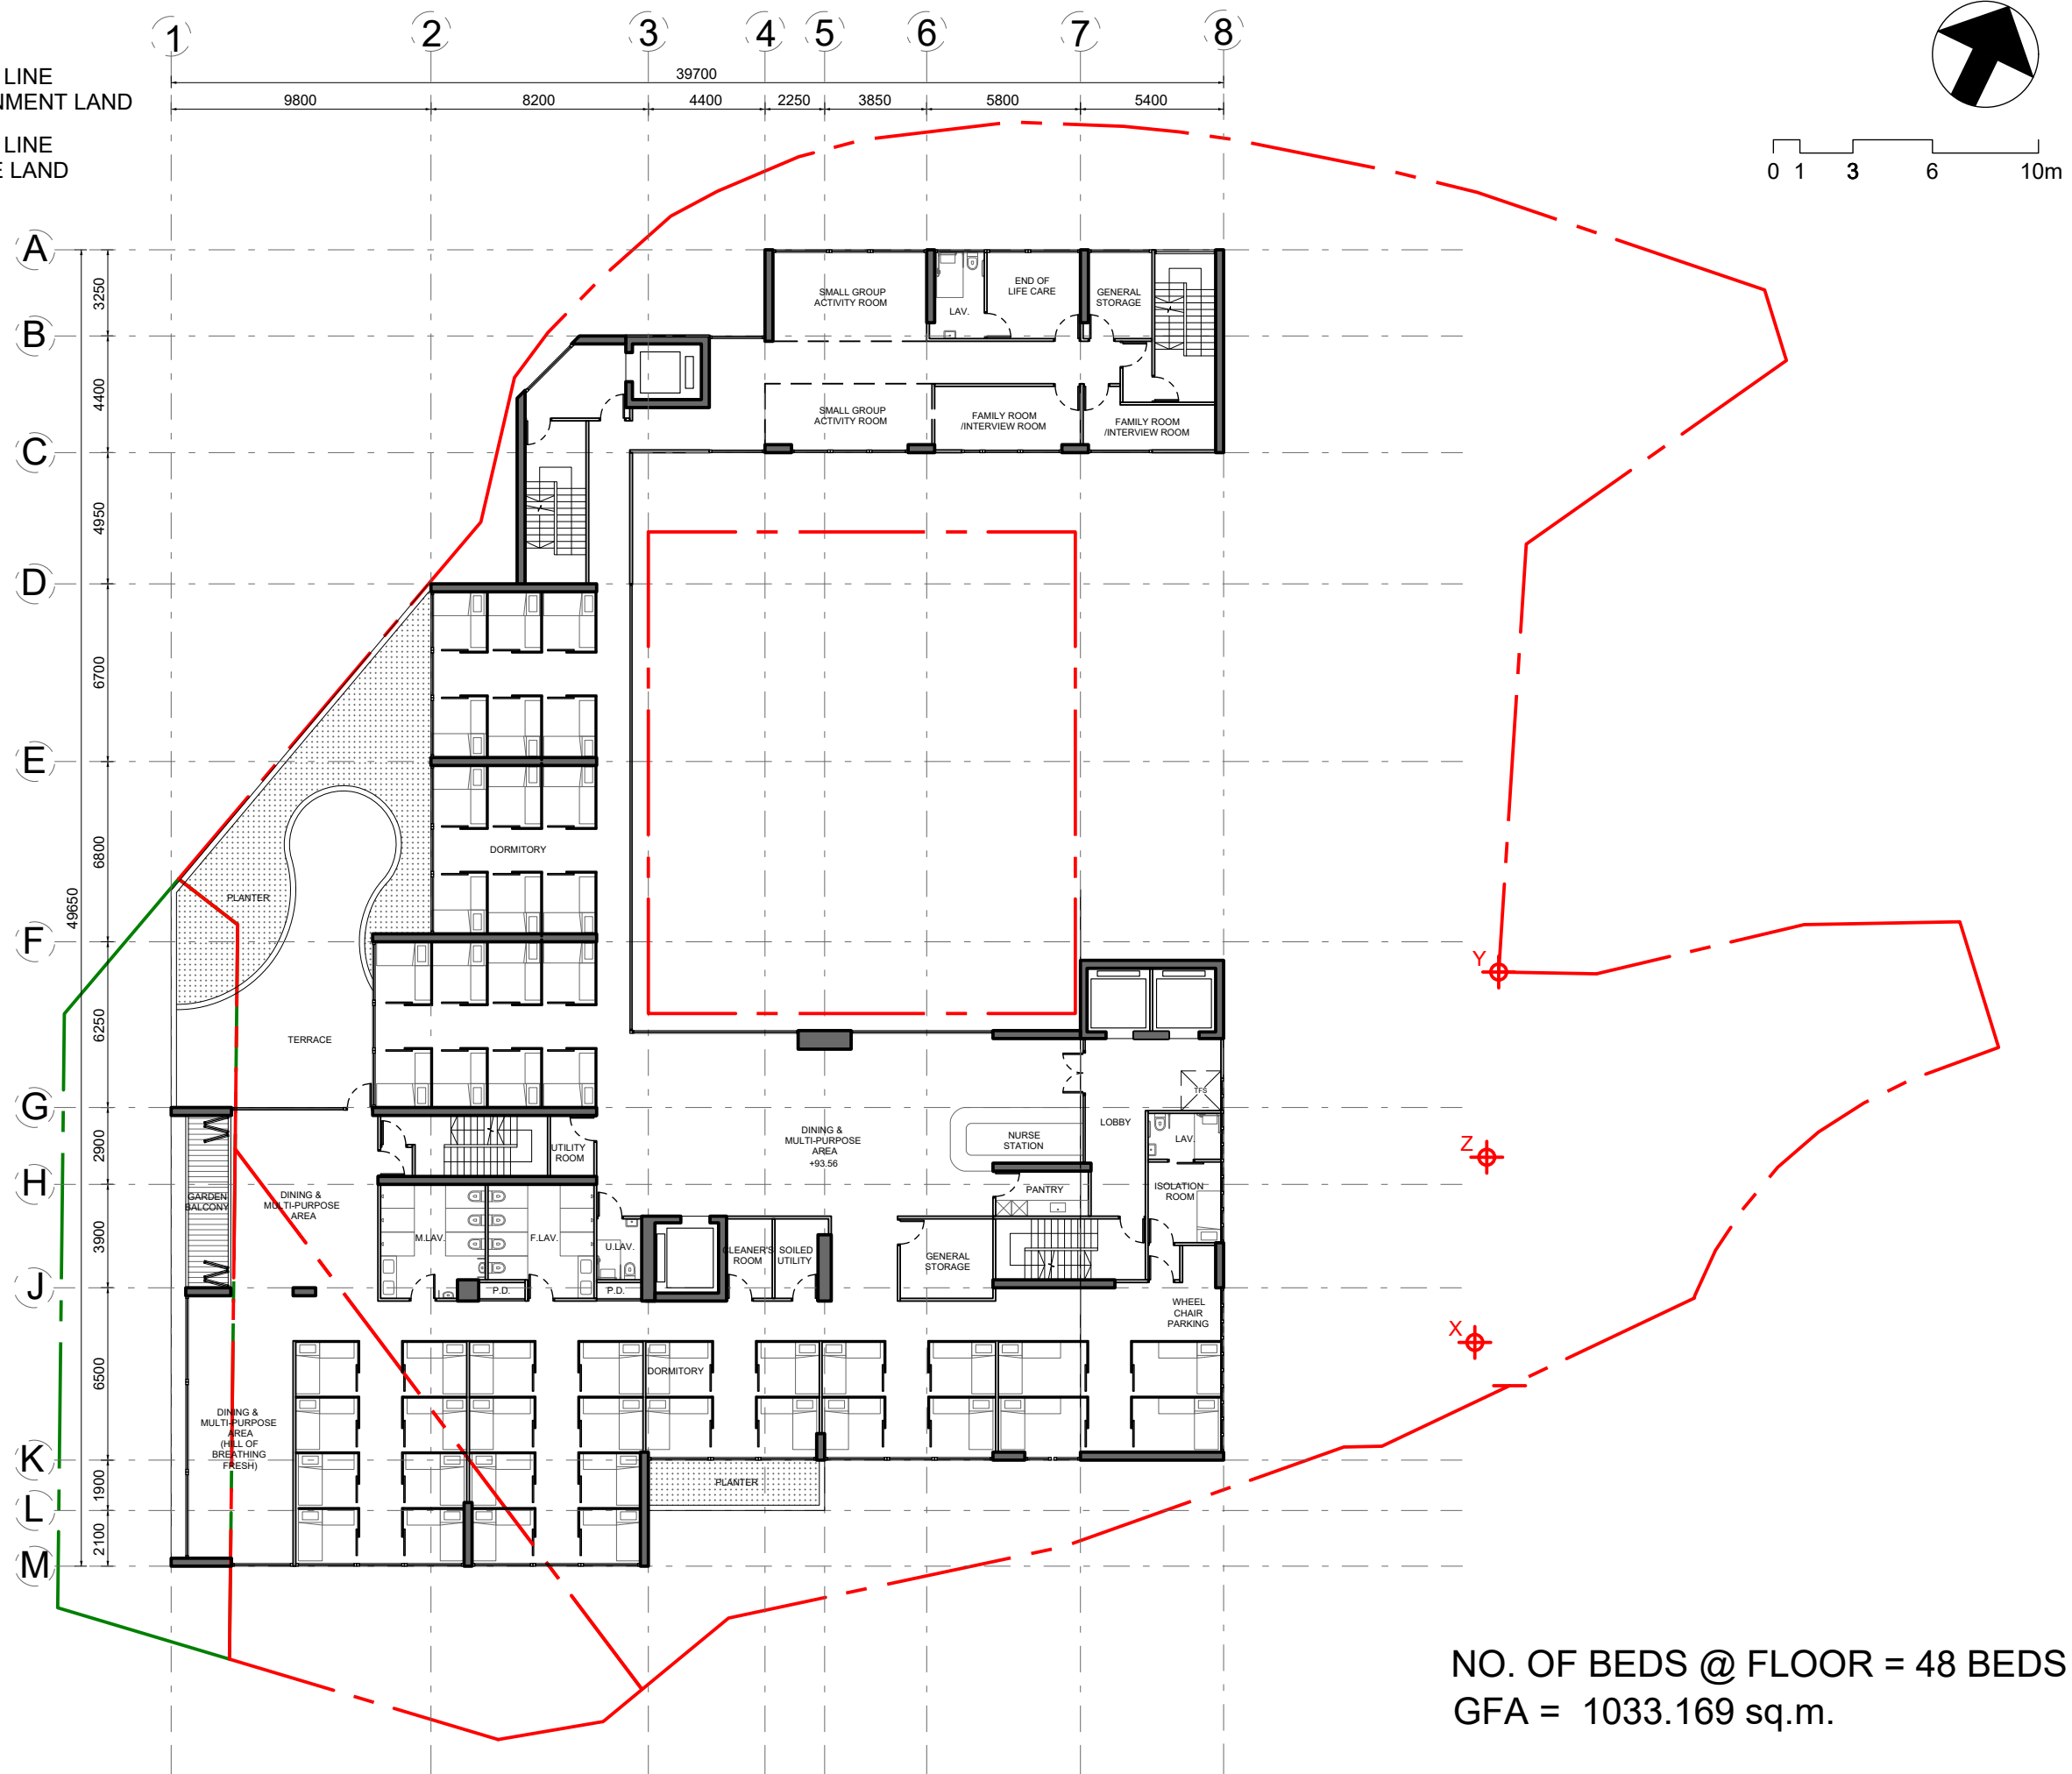 1 2 3 4 5 6 7 8
LINE
NMENT LAND
LINE
E LAND
39700
9800 8200 4400 2250 3850 5800 5400
0 1 3 6 10m
A
B
C
D
E
F
G
H
J
K
L
M
3250
4400
4950
6700
6800
6250
2900
3900
6500
1900
2100
49650
SMALL GROUP
ACTIVITY ROOM
LAV.
END OF
LIFE CARE
GENERAL
STORAGE
SMALL GROUP
ACTIVITY ROOM
FAMILY ROOM
/INTERVIEW ROOM
FAMILY ROOM
/INTERVIEW ROOM
DORMITORY
PLANTER
TERRACE
Y
TFS
LOBBY
LAV.
NURSE
STATION
DINING &
MULTI-PURPOSE
AREA
+93.56
UTILITY
ROOM
Z
GARDEN
BALCONY
DINING &
MULTI-PURPOSE
AREA
PANTRY
ISOLATION
ROOM
M.LAV.
F.LAV.
U.LAV.
CLEANER'S
ROOM
SOILED
UTILITY
GENERAL
STORAGE
P.D.
P.D.
WHEEL
CHAIR
PARKING
X
DORMITORY
DINING &
MULTI-PURPOSE
AREA
(HILL OF
BREATHING
FRESH)
PLANTER
NO. OF BEDS @ FLOOR = 48 BEDS
GFA = 1033.169 sq.m.